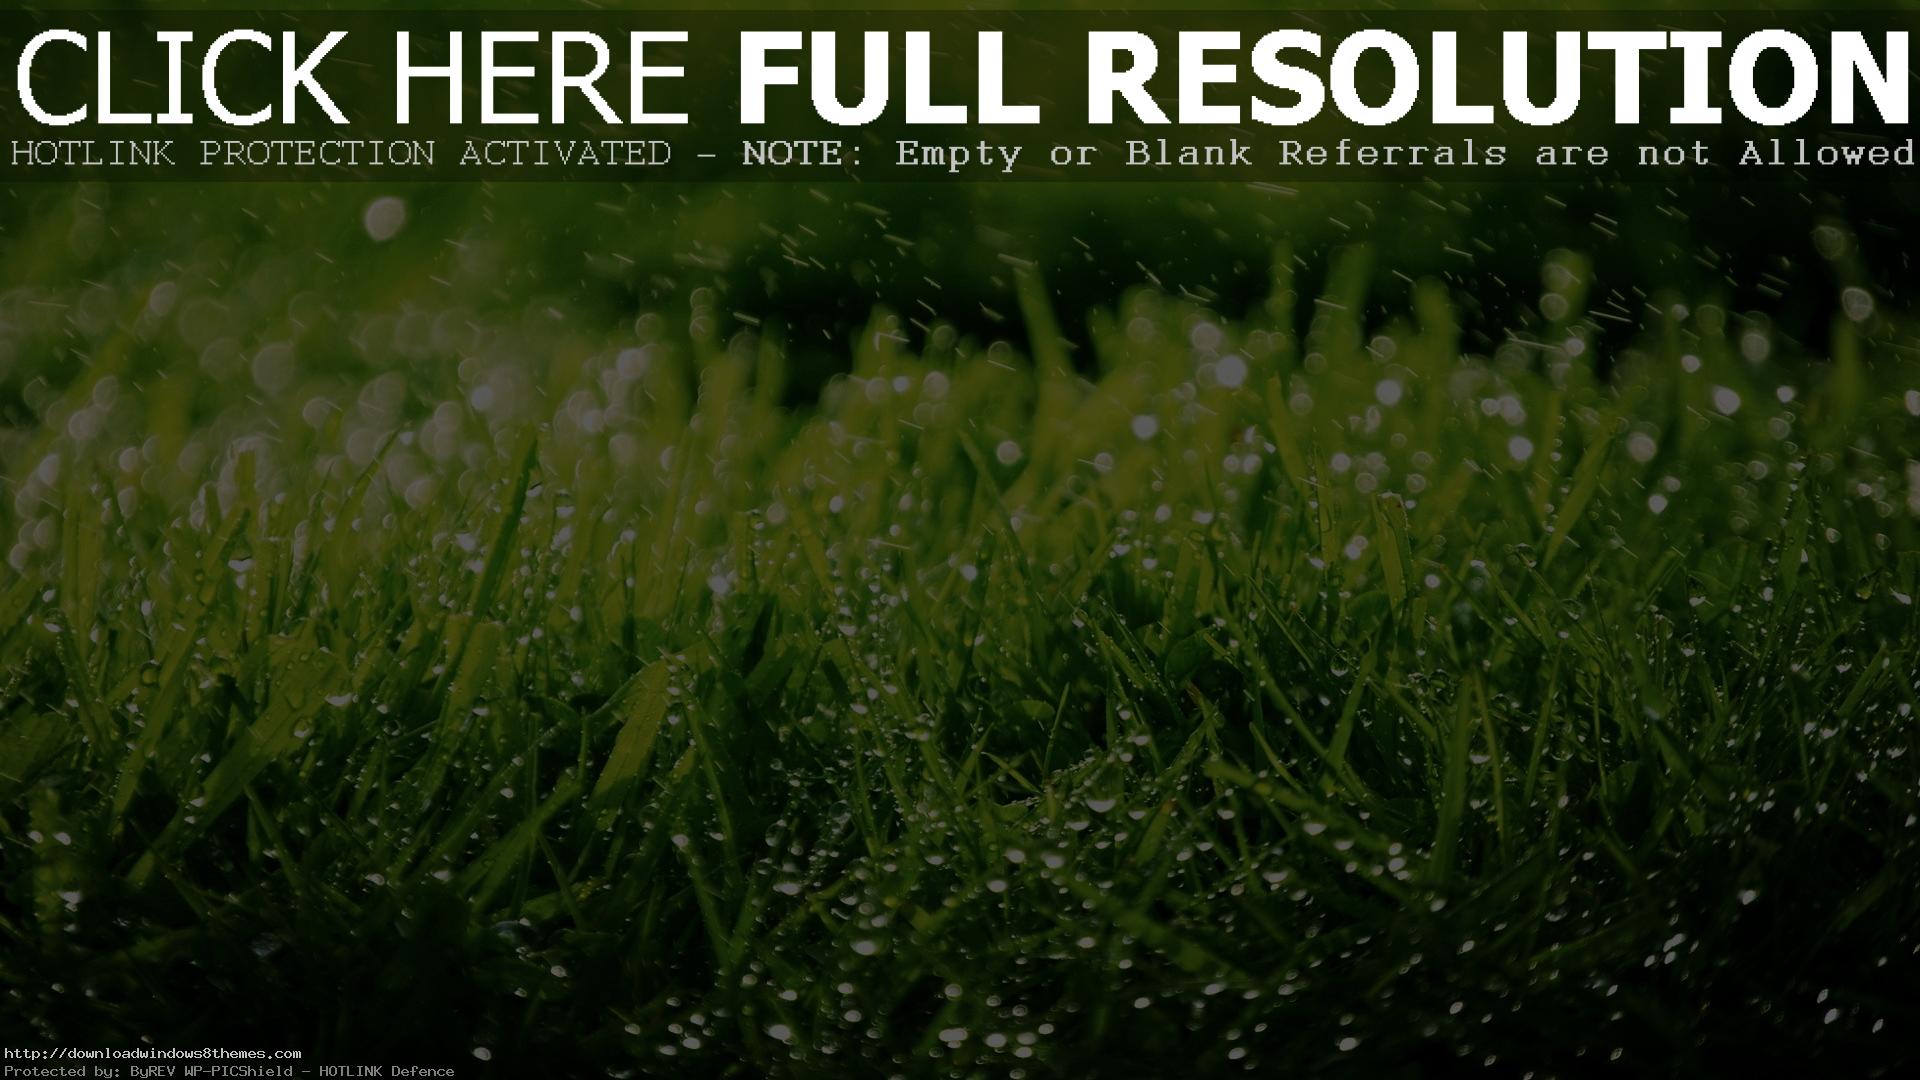 CLICK HERE FULL RESOLUTION
HOTLINK PROTECTION ACTIVATED - NOTE: Empty or Blank Referrals are not Allowed
http://downloadwindows8themes.com
Protected by: ByREV WP-PICShield - HOTLINK Defence